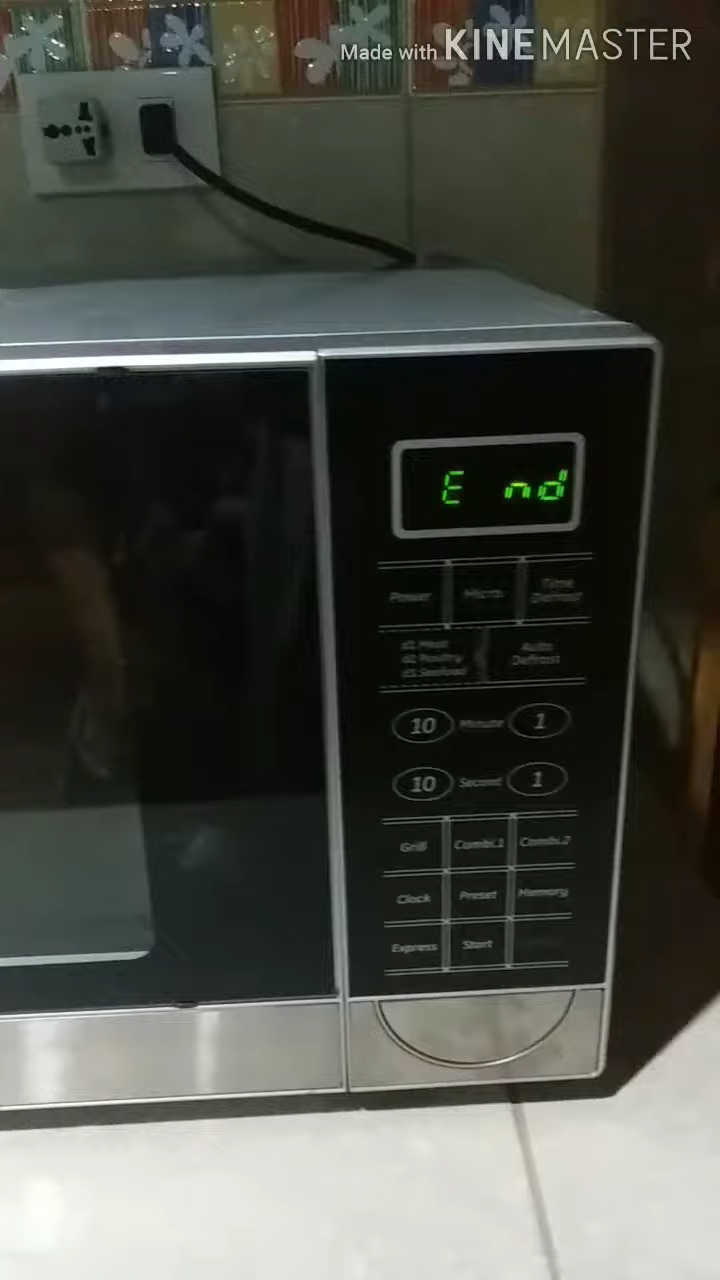 Made with KINEMASTER
E nd
Power Micro Time Defrost
d1 Meat
d2 Poultry
d3 Seafood
Auto Defrost
10 Minute 1
10 Second 1
Grill Combi.1 Combi.2
Clock Preset Memory
Express Start